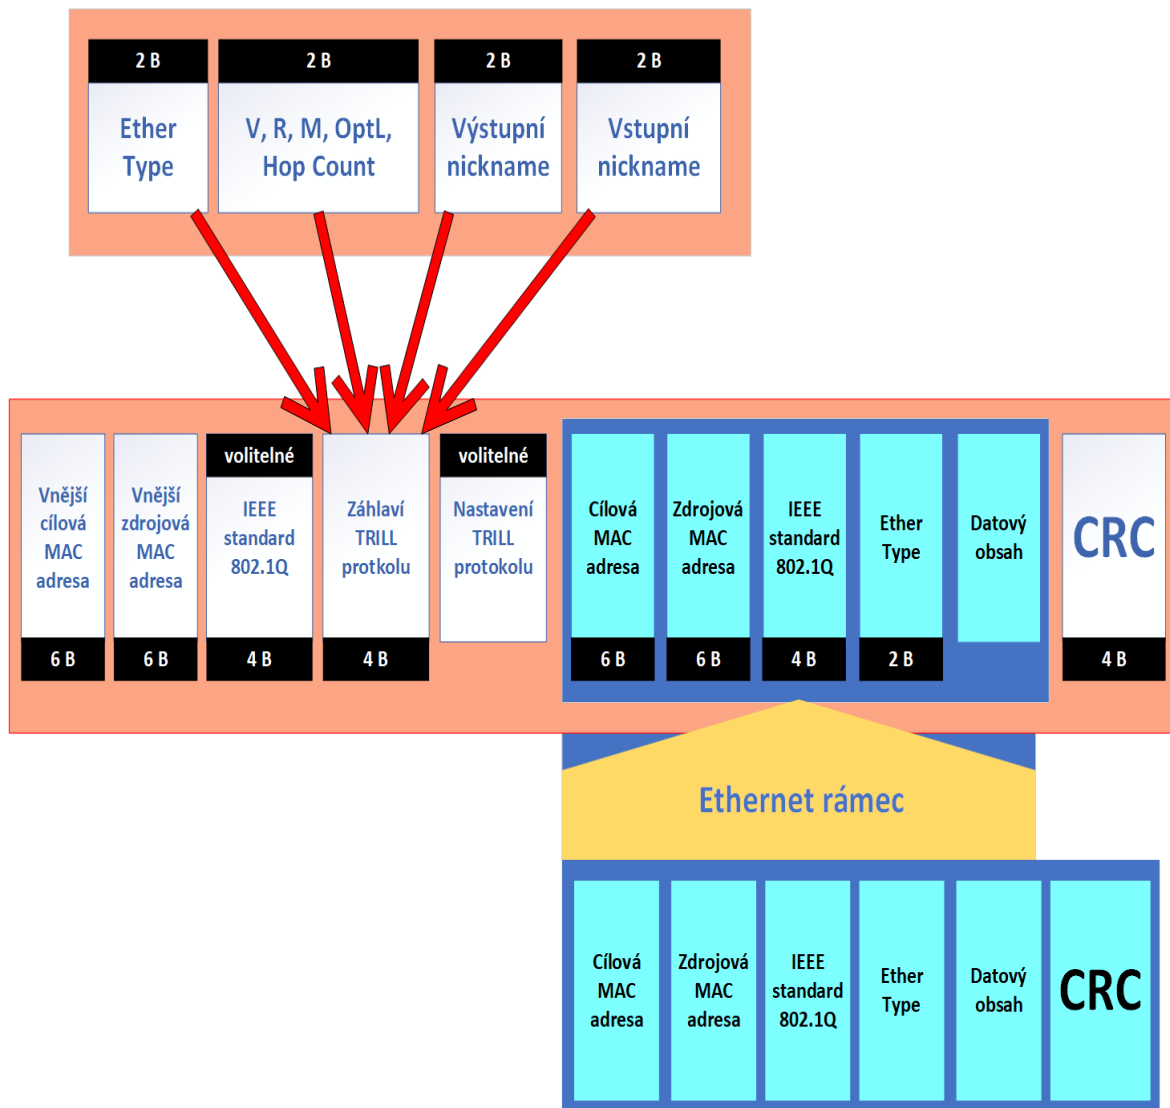 2 B
2 B
2 B
2 B
Ether
Type
V, R, M, OptL,
Hop Count
Výstupní
nickname
Vstupní
nickname
Vnější
cílová
MAC
adresa
6 B
Vnější
zdrojová
MAC
adresa
6 B
volitelné
IEEE
standard
802.1Q
4 B
Záhlaví
TRILL
protkolu
4 B
volitelné
Nastavení
TRILL
protokolu
Cílová
MAC
adresa
6 B
Zdrojová
MAC
adresa
6 B
IEEE
standard
802.1Q
4 B
Ether
Type
2 B
Datový
obsah
CRC
4 B
Ethernet rámec
Cílová
MAC
adresa
Zdrojová
MAC
adresa
IEEE
standard
802.1Q
Ether
Type
Datový
obsah
CRC